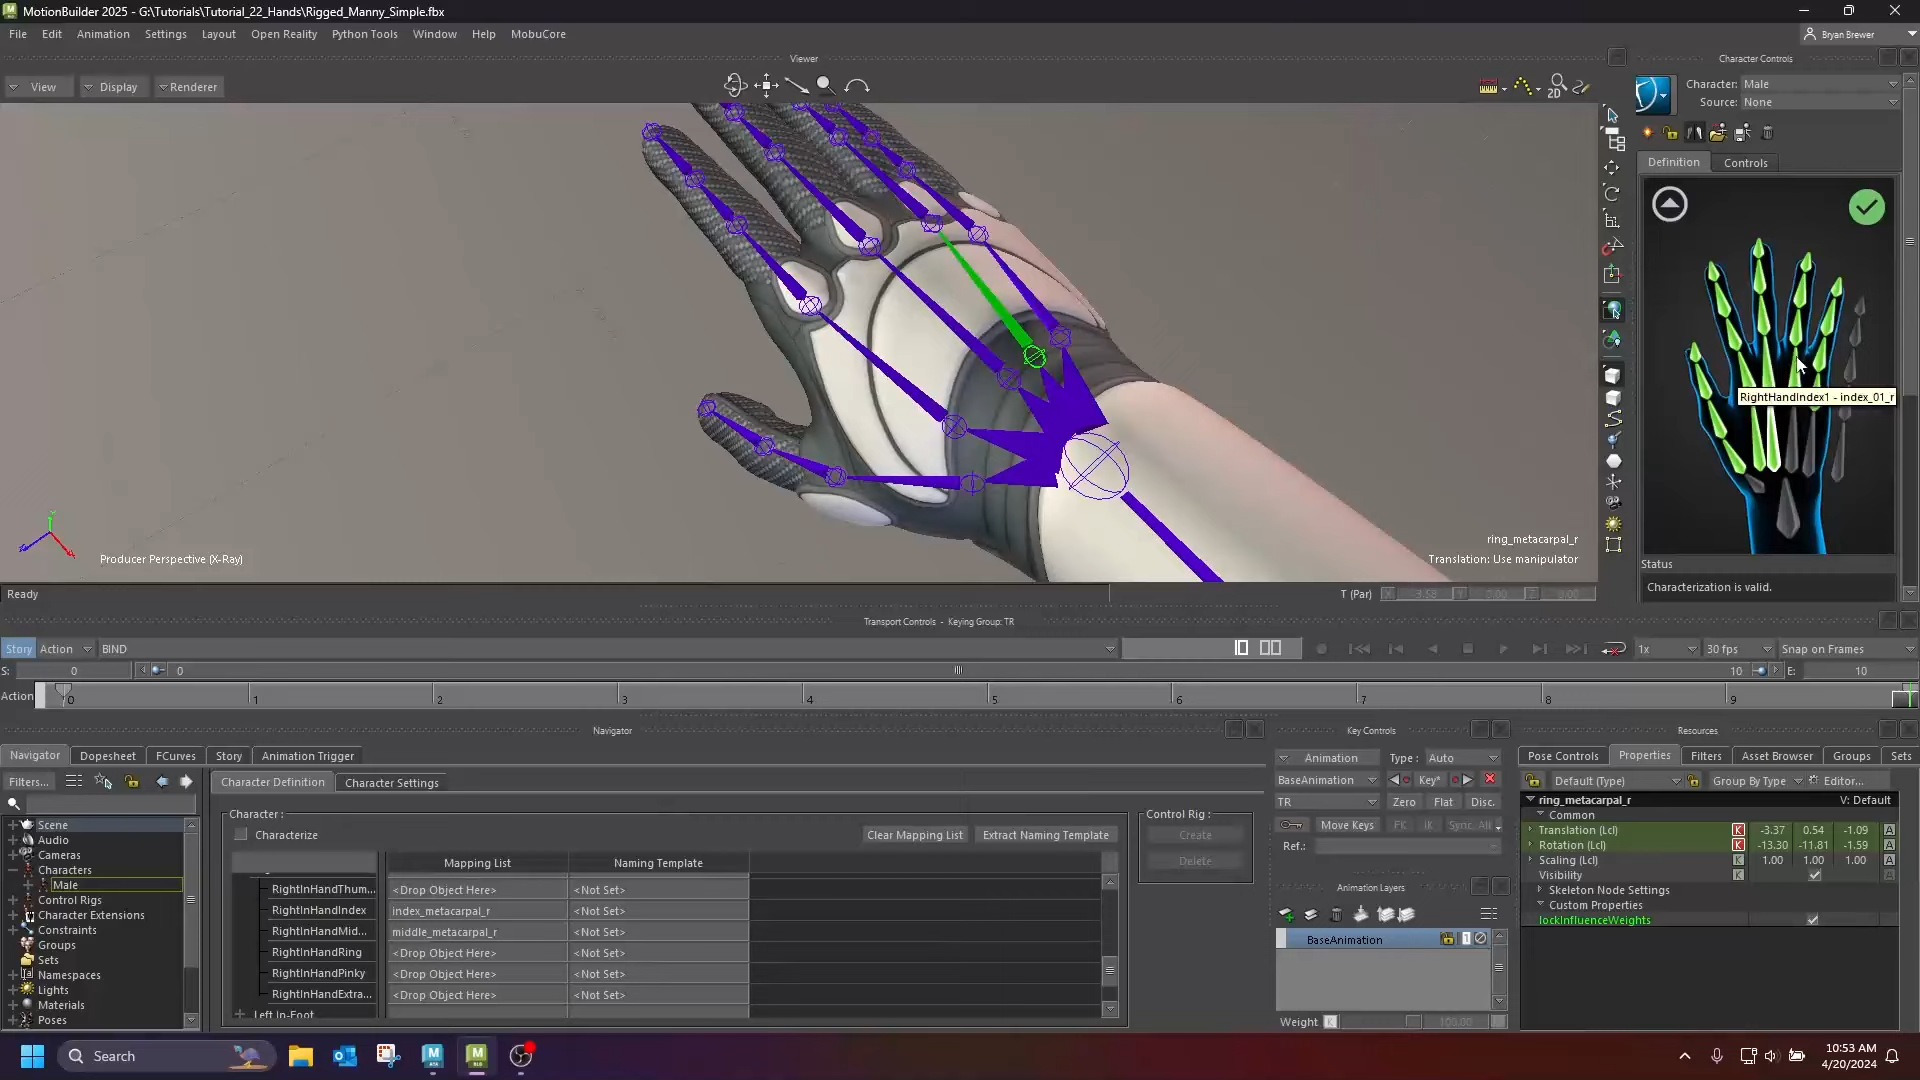 MotionBuilder 2025 - G:\Tutorials\Tutorial_22_Hands\Rigged_Manny_Simple.fbx
File Edit Animation Settings Layout Open Reality Python Tools Window Help MobuCore
Bryan Brewer
Viewer
Character Controls
View Display Renderer
2D
Character: Male
Source: None
Definition Controls
RightHandIndex1 - index_01_r
ring_metacarpal_r
Producer Perspective (X-Ray)
Translation: Use manipulator
Status
Characterization is valid.
Ready
T (Par) X -3.58 Y 0.00 Z 0.00
Transport Controls - Keying Group: TR
Story Action BIND
1x 30 fps Snap on Frames
S: 0 0 10 E: 10
Action 0 1 2 3 4 5 6 7 8 9
Navigator
Key Controls
Resources
Navigator Dopesheet FCurves Story Animation Trigger
Animation Type : Auto
Pose Controls Properties Filters Asset Browser Groups Sets
Filters...
Character Definition Character Settings
BaseAnimation Key*
Default (Type) Group By Type Editor...
TR Zero Flat Disc.
ring_metacarpal_r V: Default
Character :
Control Rig :
Common
Scene
Characterize
Clear Mapping List Extract Naming Template
Create
Move Keys FK IK Sync. All
Translation (Lcl) K -3.37 0.54 -1.09 A
Audio
Rotation (Lcl) K -13.30 -11.81 -1.59 A
Cameras
Mapping List Naming Template
Delete
Ref.:
Scaling (Lcl) K 1.00 1.00 1.00 A
Characters
Visibility K A
Male
RightInHandThum... <Drop Object Here> <Not Set>
Animation Layers
Skeleton Node Settings
Control Rigs
RightInHandIndex index_metacarpal_r <Not Set>
Custom Properties
Character Extensions
lockInfluenceWeights
Constraints
RightInHandMid... middle_metacarpal_r <Not Set>
BaseAnimation 1
Groups
RightInHandRing <Drop Object Here> <Not Set>
Sets
Namespaces
RightInHandPinky <Drop Object Here> <Not Set>
Lights
RightInHandExtra... <Drop Object Here> <Not Set>
Materials
Left In-Foot
Poses
Weight K 100.00
Search
10:53 AM
4/20/2024